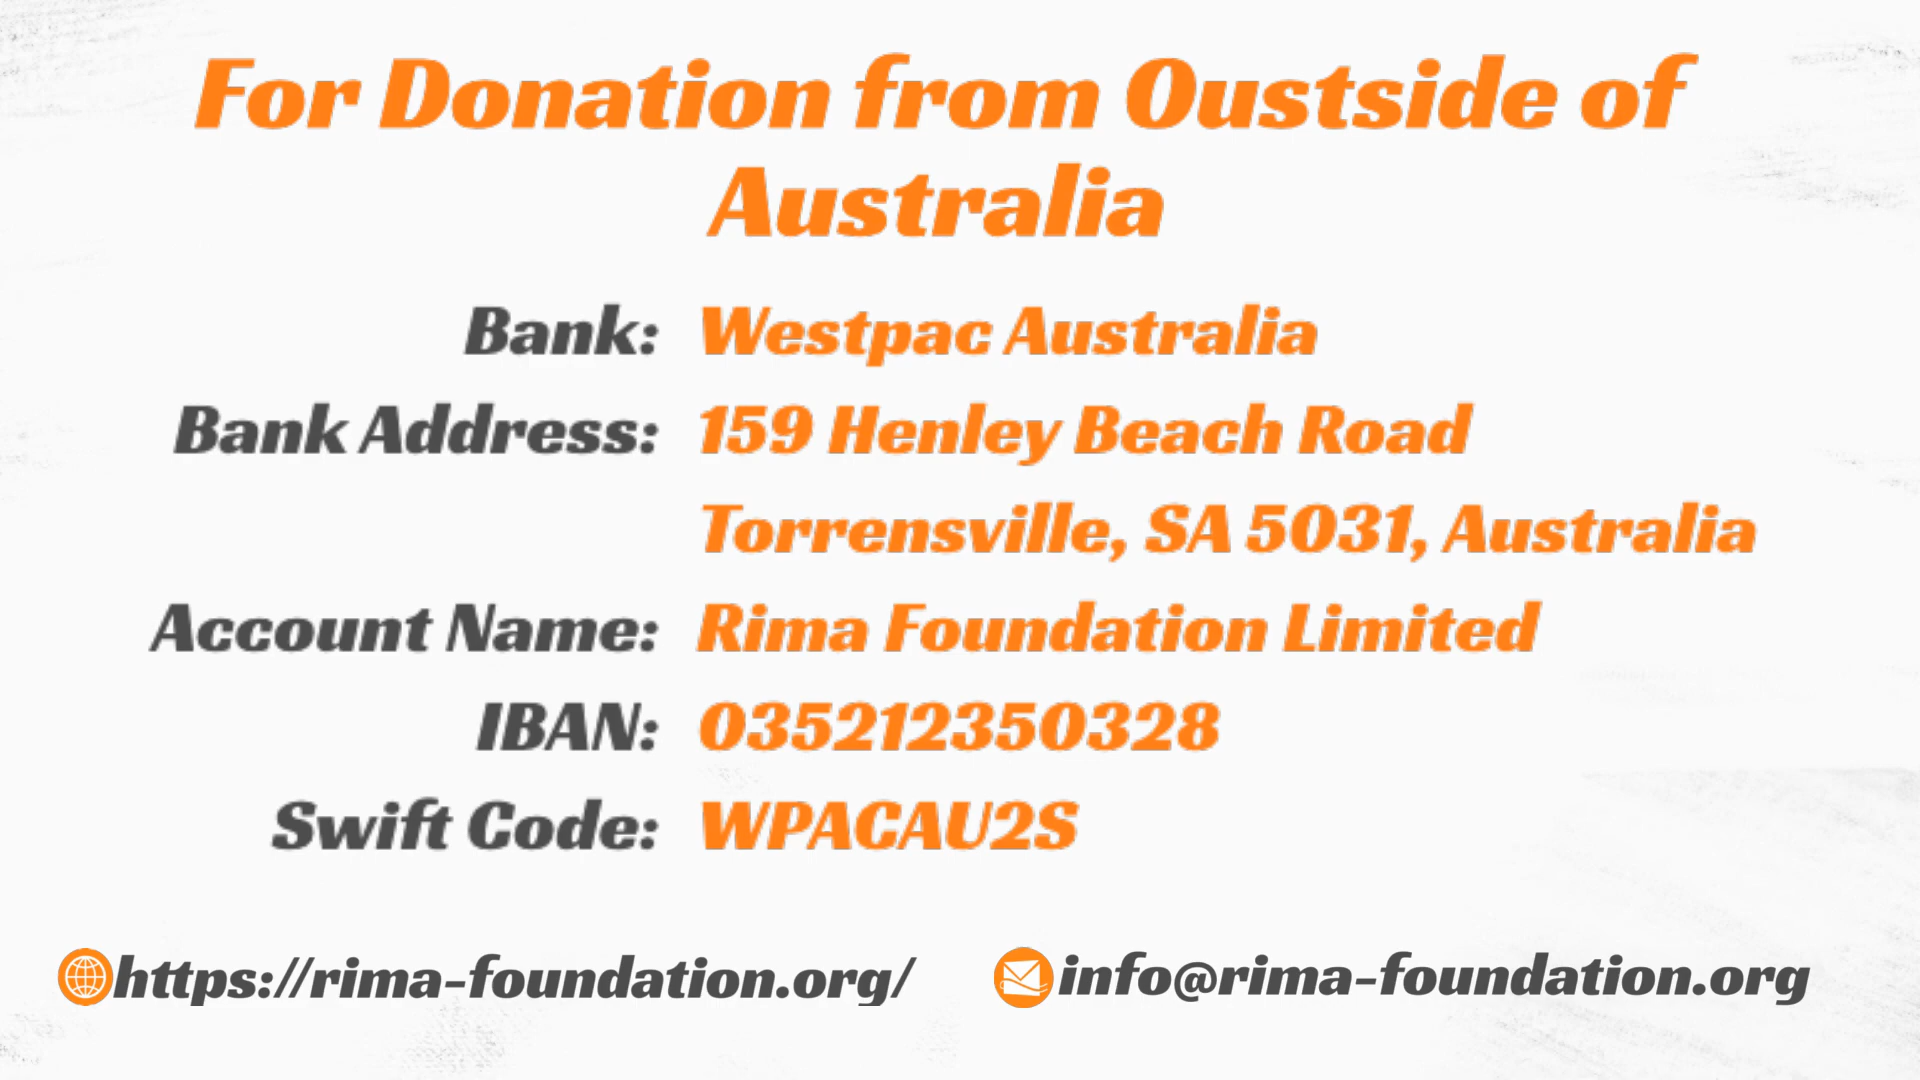 For Donation from Oustside of
Australia
Bank: Westpac Australia
Bank Address: 159 Henley Beach Road
Torrensville, SA 5031, Australia
Account Name: Rima Foundation Limited
IBAN: 035212350328
Swift Code: WPACAU2S
https://rima-foundation.org/ info@rima-foundation.org